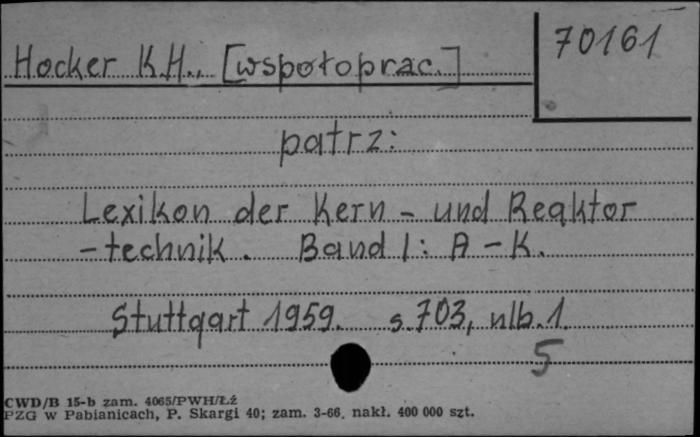 70161
Hocker K.H., [współoprac.]
patrz:
Lexikon der Kern - und Reaktor
- technik. Band 1: A - K.
Stuttgart 1959. s. 703, nlb. 1.
5
CWD/B 15-b zam. 4065/PWH/Łź
PZG w Pabianicach, P. Skargi 40; zam. 3-66. nakł. 400 000 szt.